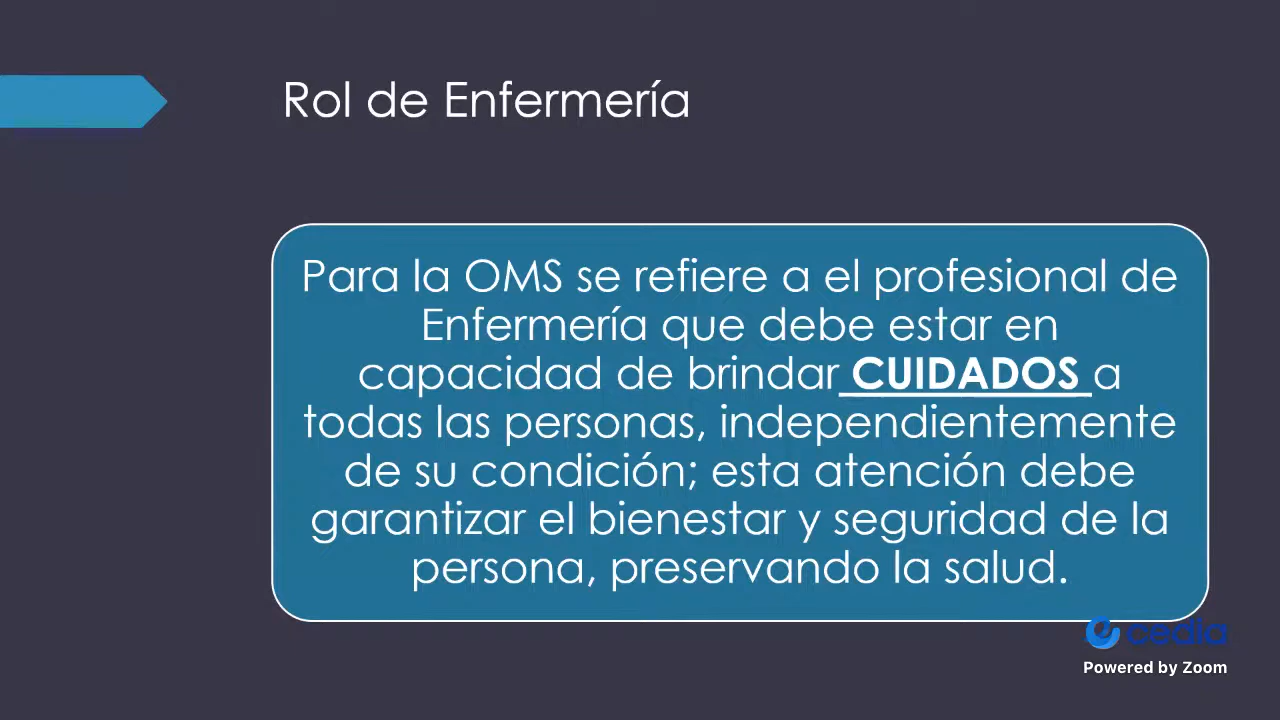 Rol de Enfermería
Para la OMS se refiere a el profesional de
Enfermería que debe estar en
capacidad de brindar CUIDADOS a
todas las personas, independientemente
de su condición; esta atención debe
garantizar el bienestar y seguridad de la
persona, preservando la salud.
cedia
Powered by Zoom